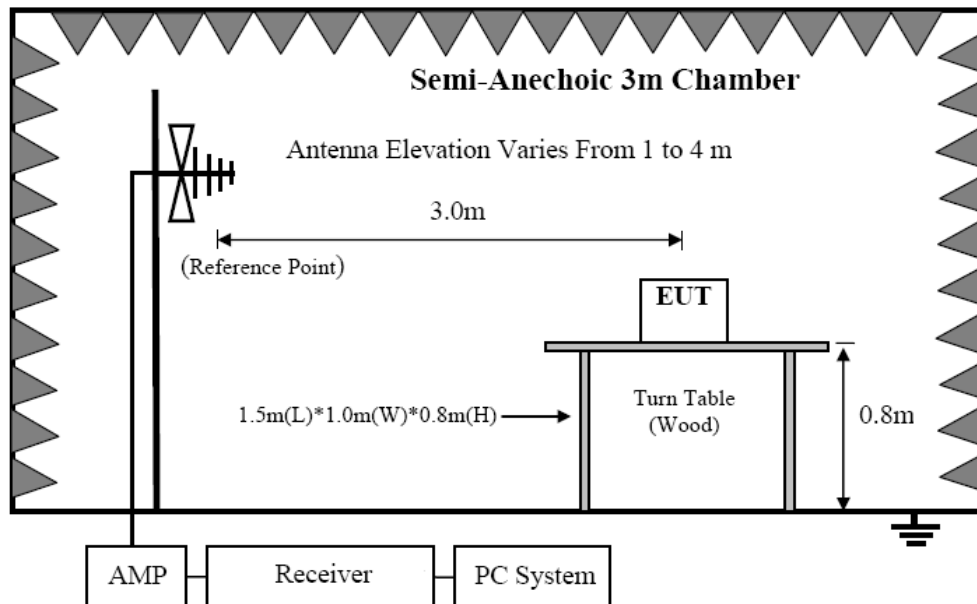 Semi-Anechoic 3m Chamber
Antenna Elevation Varies From 1 to 4 m
3.0m
(Reference Point)
EUT
1.5m(L)*1.0m(W)*0.8m(H)
Turn Table
(Wood)
0.8m
AMP
Receiver
PC System